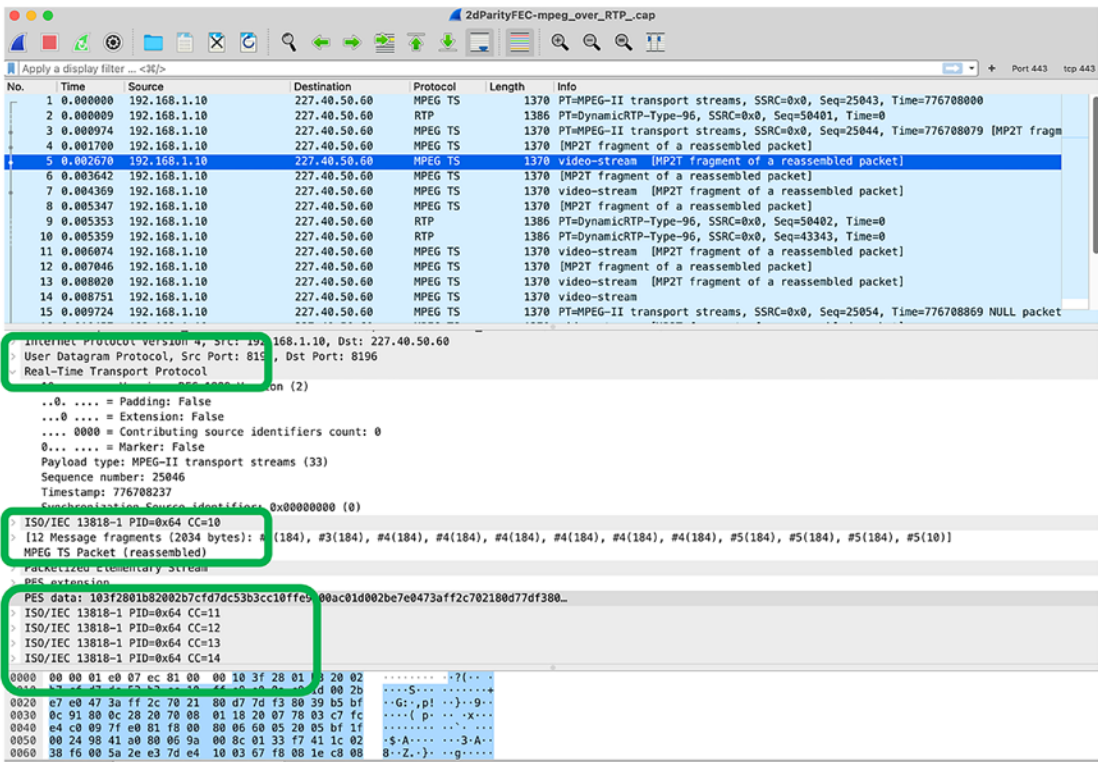 2dParityFEC-mpeg_over_RTP_.cap
Apply a display filter ... <⌘/>
+ Port 443 tcp 443
No. Time Source Destination Protocol Length Info
1 0.000000 192.168.1.10 227.40.50.60 MPEG TS 1370 PT=MPEG-II transport streams, SSRC=0x0, Seq=25043, Time=776708000
2 0.000009 192.168.1.10 227.40.50.60 RTP 1386 PT=DynamicRTP-Type-96, SSRC=0x0, Seq=50401, Time=0
3 0.000974 192.168.1.10 227.40.50.60 MPEG TS 1370 PT=MPEG-II transport streams, SSRC=0x0, Seq=25044, Time=776708079 [MP2T fragm
4 0.001700 192.168.1.10 227.40.50.60 MPEG TS 1370 [MP2T fragment of a reassembled packet]
5 0.002670 192.168.1.10 227.40.50.60 MPEG TS 1370 video-stream [MP2T fragment of a reassembled packet]
6 0.003642 192.168.1.10 227.40.50.60 MPEG TS 1370 [MP2T fragment of a reassembled packet]
7 0.004369 192.168.1.10 227.40.50.60 MPEG TS 1370 video-stream [MP2T fragment of a reassembled packet]
8 0.005347 192.168.1.10 227.40.50.60 MPEG TS 1370 [MP2T fragment of a reassembled packet]
9 0.005353 192.168.1.10 227.40.50.60 RTP 1386 PT=DynamicRTP-Type-96, SSRC=0x0, Seq=50402, Time=0
10 0.005359 192.168.1.10 227.40.50.60 RTP 1386 PT=DynamicRTP-Type-96, SSRC=0x0, Seq=43343, Time=0
11 0.006074 192.168.1.10 227.40.50.60 MPEG TS 1370 video-stream [MP2T fragment of a reassembled packet]
12 0.007046 192.168.1.10 227.40.50.60 MPEG TS 1370 [MP2T fragment of a reassembled packet]
13 0.008020 192.168.1.10 227.40.50.60 MPEG TS 1370 video-stream [MP2T fragment of a reassembled packet]
14 0.008751 192.168.1.10 227.40.50.60 MPEG TS 1370 video-stream
15 0.009724 192.168.1.10 227.40.50.60 MPEG TS 1370 PT=MPEG-II transport streams, SSRC=0x0, Seq=25054, Time=776708869 NULL packet
Internet Protocol Version 4, Src: 192.168.1.10, Dst: 227.40.50.60
User Datagram Protocol, Src Port: 819, Dst Port: 8196
Real-Time Transport Protocol
(2)
..0. .... = Padding: False
...0 .... = Extension: False
.... 0000 = Contributing source identifiers count: 0
0... .... = Marker: False
Payload type: MPEG-II transport streams (33)
Sequence number: 25046
Timestamp: 776708237
Synchronization Source identifier: 0x00000000 (0)
ISO/IEC 13818-1 PID=0x64 CC=10
[12 Message fragments (2034 bytes): (184), #3(184), #4(184), #4(184), #4(184), #4(184), #4(184), #4(184), #5(184), #5(184), #5(184), #5(10)]
MPEG TS Packet (reassembled)
Packetized Elementary Stream
PES extension
PES data: 103f2801b82002b7cfd7dc53b3cc10ffe 00ac01d002be7e0473aff2c702180d77df380…
ISO/IEC 13818-1 PID=0x64 CC=11
ISO/IEC 13818-1 PID=0x64 CC=12
ISO/IEC 13818-1 PID=0x64 CC=13
ISO/IEC 13818-1 PID=0x64 CC=14
0000 00 00 01 e0 07 ec 81 00 00 10 3f 28 01 20 02 ·········?(··
1d 00 2b ····S··· ·······+
0020 e7 e0 47 3a ff 2c 70 21 80 d7 7d f3 80 39 b5 bf ··G:·,p! ··}··9··
0030 0c 91 80 0c 28 20 70 08 01 18 20 07 78 03 c7 fc ····( p· ·· ·x···
0040 e4 c0 09 7f e0 81 f8 00 80 06 60 05 20 05 bf 1f ········ ··`· ···
0050 00 24 98 41 a0 80 06 9a 00 8c 01 33 f7 41 1c 02 ·$·A···· ···3·A··
0060 38 f6 00 5a 2e e3 7d e4 10 03 67 f8 08 1e c8 08 8··Z.·}· ··g·····